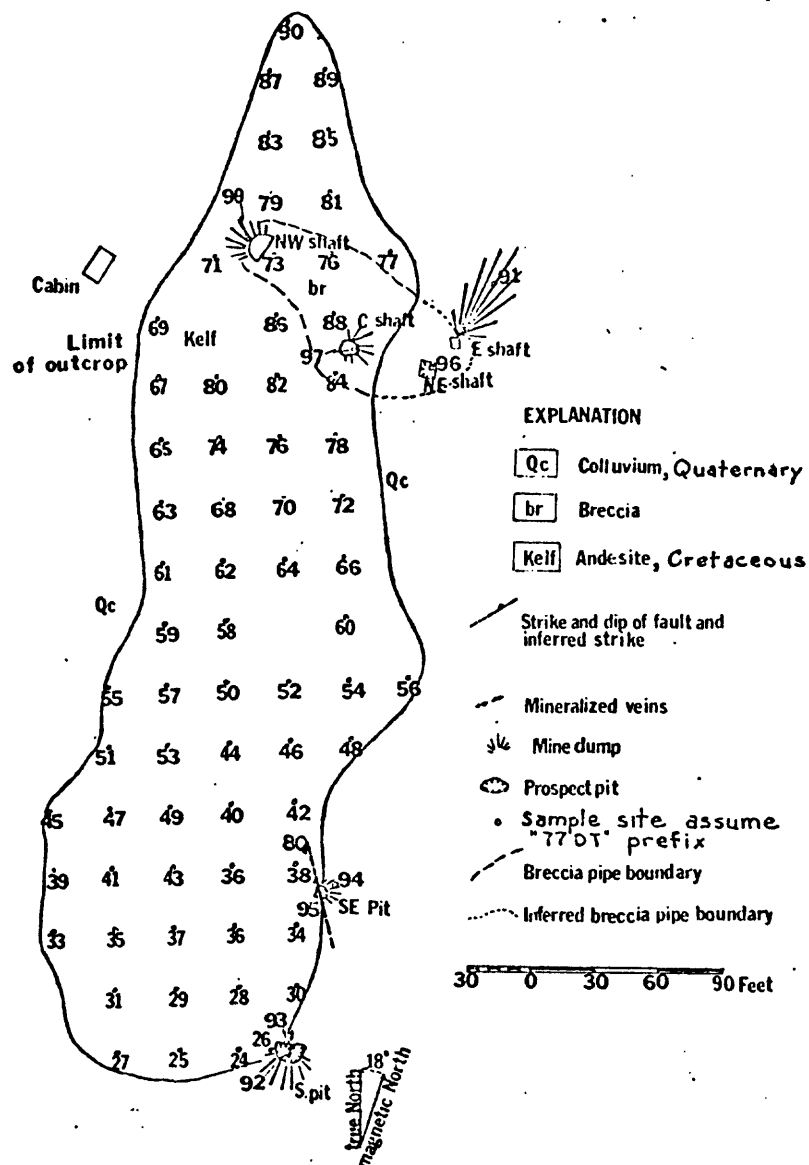 90
87 89
83 85
98 79 81
NW shaft
71 73 76 77
br
91
Cabin
69 Kelf 86 88 C shaft
E shaft
Limit
of outcrop
97 96
NE shaft
67 80 82 84
EXPLANATION
65 74 76 78
Qc
Qc Colluvium, Quaternary
63 68 70 72
br Breccia
61 62 64 66
Kelf Andesite, Cretaceous
Qc
59 58 60
Strike and dip of fault and
inferred strike
55 57 50 52 54 56
Mineralized veins
51 53 44 46 48
Mine dump
Prospect pit
45 47 49 40 42
Sample site assume
"77DT" prefix
80
Breccia pipe boundary
39 41 43 36 38 94
95 SE Pit
Inferred breccia pipe boundary
33 35 37 36 34
30 0 30 60 90 Feet
31 29 28 30
93
26
27 25 24
92 S.pit
18°
true North
magnetic North